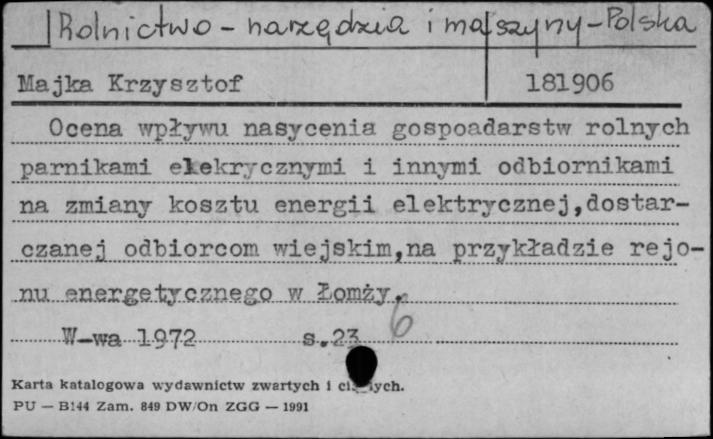 Rolnictwo - narzędzia i maszyny - Polska
Majka Krzysztof 181906
Ocena wpływu nasycenia gospoadarstw rolnych
parnikami elekrycznymi i innymi odbiornikami
na zmiany kosztu energii elektrycznej,dostar-
czanej odbiorcom wiejskim,na przykładzie rejo-
nu energetycznego w Łomży.
W-wa 1972 s.23 6
Karta katalogowa wydawnictw zwartych i
PU — B144 Zam. 849 DW/On ZGG — 1991